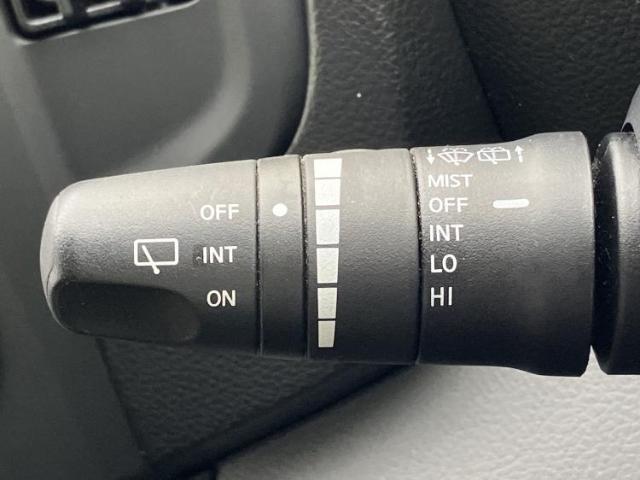 OFF
INT
ON
MIST
OFF
INT
LO
HI